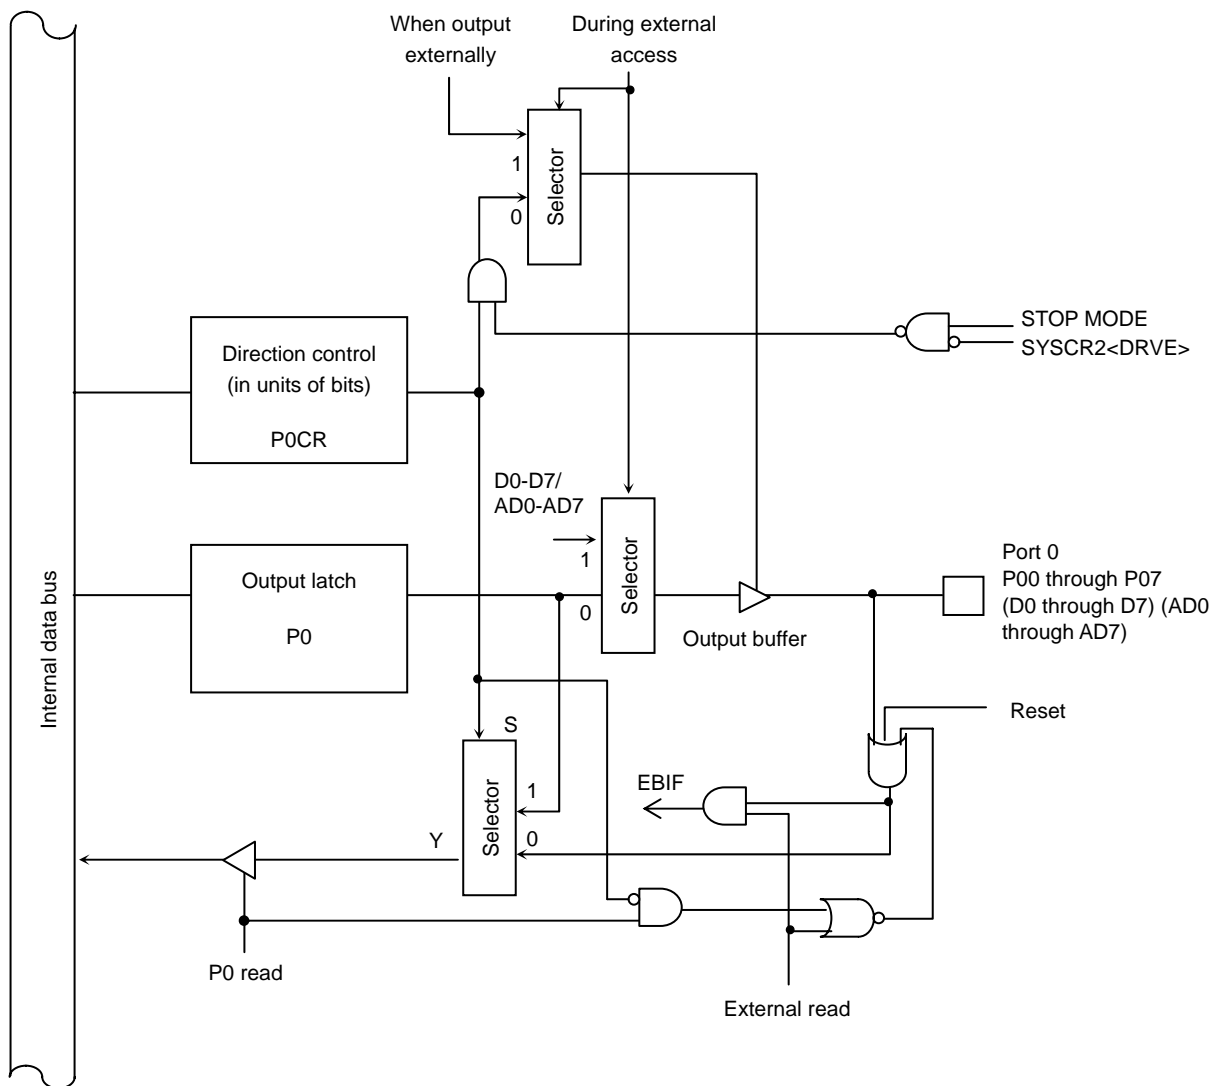 When output
externally
During external
access
1
0
Selector
STOP MODE
SYSCR2<DRVE>
Direction control
(in units of bits)
P0CR
D0-D7/
AD0-AD7
1
0
Selector
Output latch
P0
Output buffer
Port 0
P00 through P07
(D0 through D7) (AD0
through AD7)
Internal data bus
Reset
S
EBIF
1
0
Selector
Y
P0 read
External read